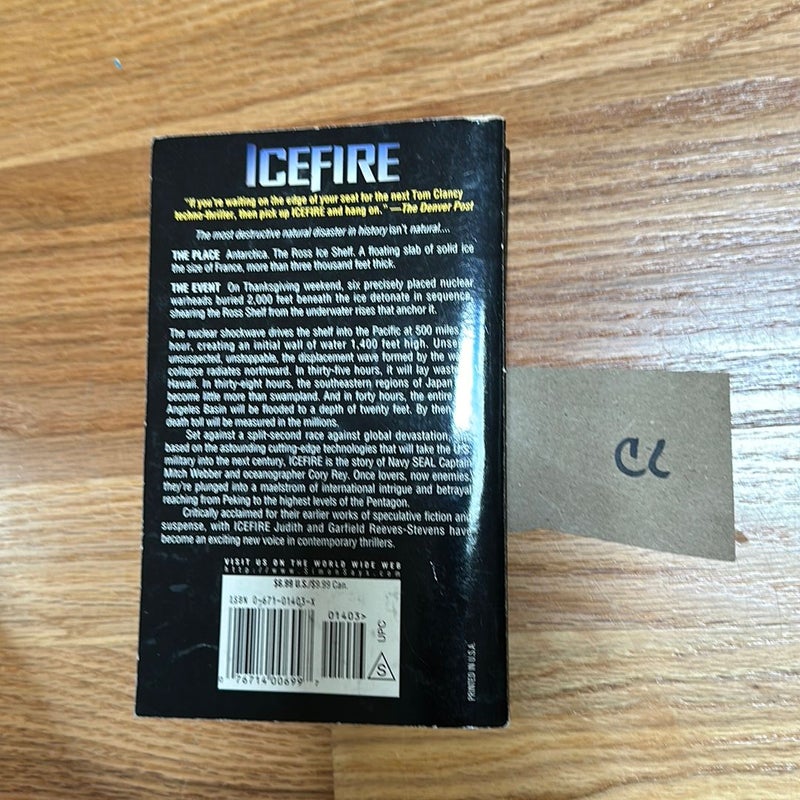 ICEFIRE
"If you're waiting on the edge of your seat for the next Tom Clancy
techno-thriller, then pick up ICEFIRE and hang on." —The Denver Post
The most destructive natural disaster in history isn't natural...
THE PLACE Antarctica. The Ross Ice Shelf. A floating slab of solid ice
the size of France, more than three thousand feet thick.
THE EVENT On Thanksgiving weekend, six precisely placed nuclear
warheads buried 2,000 feet beneath the ice detonate in sequence,
shearing the Ross Shelf from the underwater rises that anchor it.
The nuclear shockwave drives the shelf into the Pacific at 500 miles
hour, creating an initial wall of water 1,400 feet high. Unse
unsuspected, unstoppable, the displacement wave formed by the
collapse radiates northward. In thirty-five hours, it will lay was
Hawaii. In thirty-eight hours, the southeastern regions of Japan
become little more than swampland. And in forty hours, the entire
Angeles Basin will be flooded to a depth of twenty feet. By then
death toll will be measured in the millions.
Set against a split-second race against global devastation,
based on the astounding cutting-edge technologies that will take the U.S.
military into the next century, ICEFIRE is the story of Navy SEAL Captain
Mitch Webber and oceanographer Cory Rey. Once lovers, now enemies,
they're plunged into a maelstrom of international intrigue and betrayal
reaching from Peking to the highest levels of the Pentagon.
Critically acclaimed for their earlier works of speculative fiction and
suspense, with ICEFIRE Judith and Garfield Reeves-Stevens have
become an exciting new voice in contemporary thrillers.
VISIT US ON THE WORLD WIDE WEB
http://www.SimonSays.com
$6.99 U.S./$9.99 Can.
ISBN 0-671-01403-X
01403>
UPC
S
0 76714 00699 7
PRINTED IN U.S.A.
CL